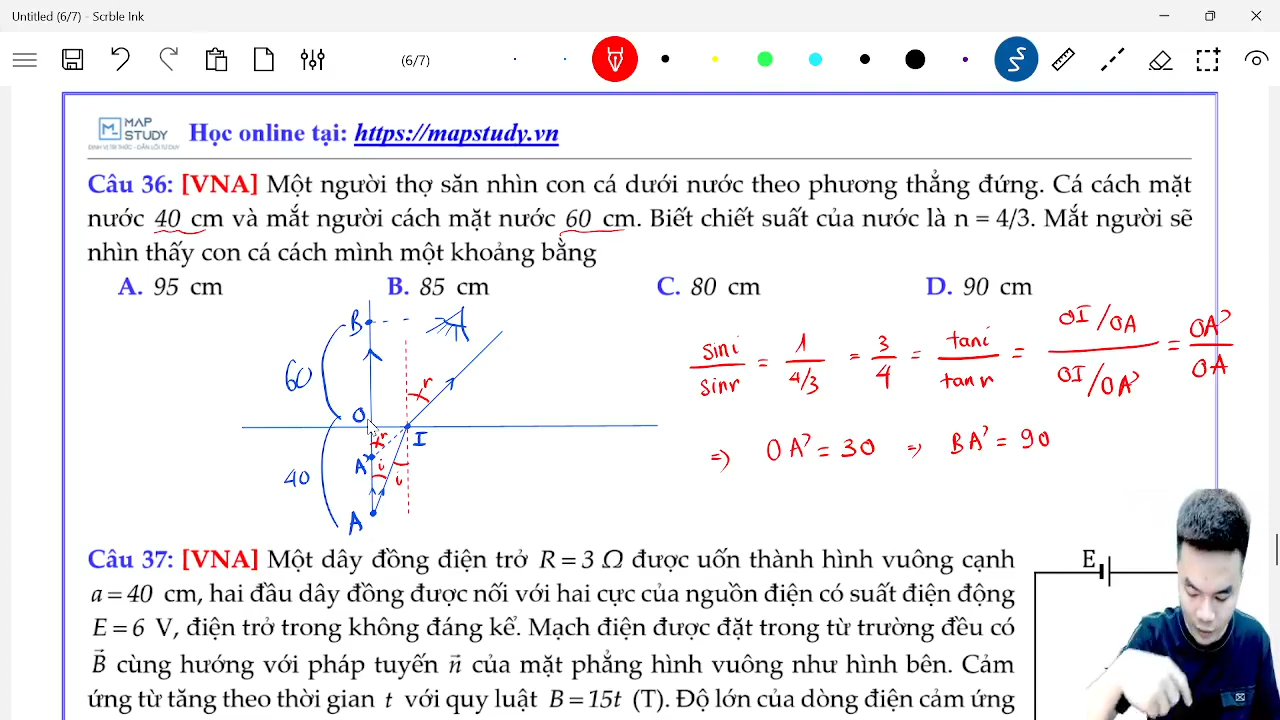 Untitled (6/7) - Scrble Ink
(6/7)
MAP STUDY
Học online tại: https://mapstudy.vn
Câu 36: [VNA] Một người thợ săn nhìn con cá dưới nước theo phương thẳng đứng. Cá cách mặt
nước 40 cm và mắt người cách mặt nước 60 cm. Biết chiết suất của nước là n = 4/3. Mắt người sẽ
nhìn thấy con cá cách mình một khoảng bằng
A. 95 cm B. 85 cm C. 80 cm D. 90 cm
B
60
r
O
r
I
A'
i
i
40
A
sini/sinr = 1/(4/3) = 3/4 = tani/tanr = (OI/OA)/(OI/OA') = OA'/OA
=> OA' = 30 => BA' = 90
Câu 37: [VNA] Một dây đồng điện trở R = 3 Ω được uốn thành hình vuông cạnh
a = 40 cm, hai đầu dây đồng được nối với hai cực của nguồn điện có suất điện động
E = 6 V, điện trở trong không đáng kể. Mạch điện được đặt trong từ trường đều có
B⃗ cùng hướng với pháp tuyến n⃗ của mặt phẳng hình vuông như hình bên. Cảm
ứng từ tăng theo thời gian t với quy luật B = 15t (T). Độ lớn của dòng điện cảm ứng
E